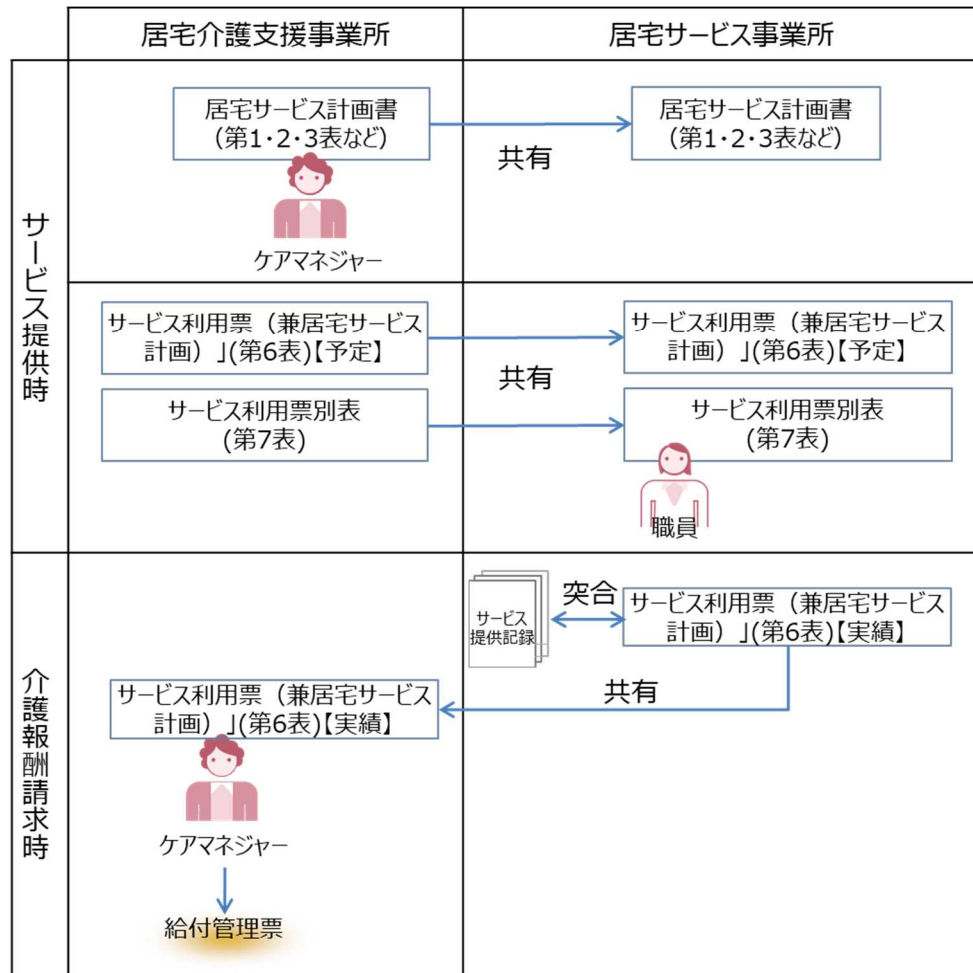 居宅介護支援事業所
居宅サービス事業所
サービス提供時
居宅サービス計画書
(第1・2・3表など)
共有
居宅サービス計画書
(第1・2・3表など)
ケアマネジャー
サービス利用票（兼居宅サービス
計画）」(第6表)【予定】
共有
サービス利用票（兼居宅サービス
計画）」(第6表)【予定】
サービス利用票別表
(第7表)
サービス利用票別表
(第7表)
職員
介護報酬請求時
サービス
提供記録
突合
サービス利用票（兼居宅サービス
計画）」(第6表)【実績】
共有
サービス利用票（兼居宅サービス
計画）」(第6表)【実績】
ケアマネジャー
給付管理票